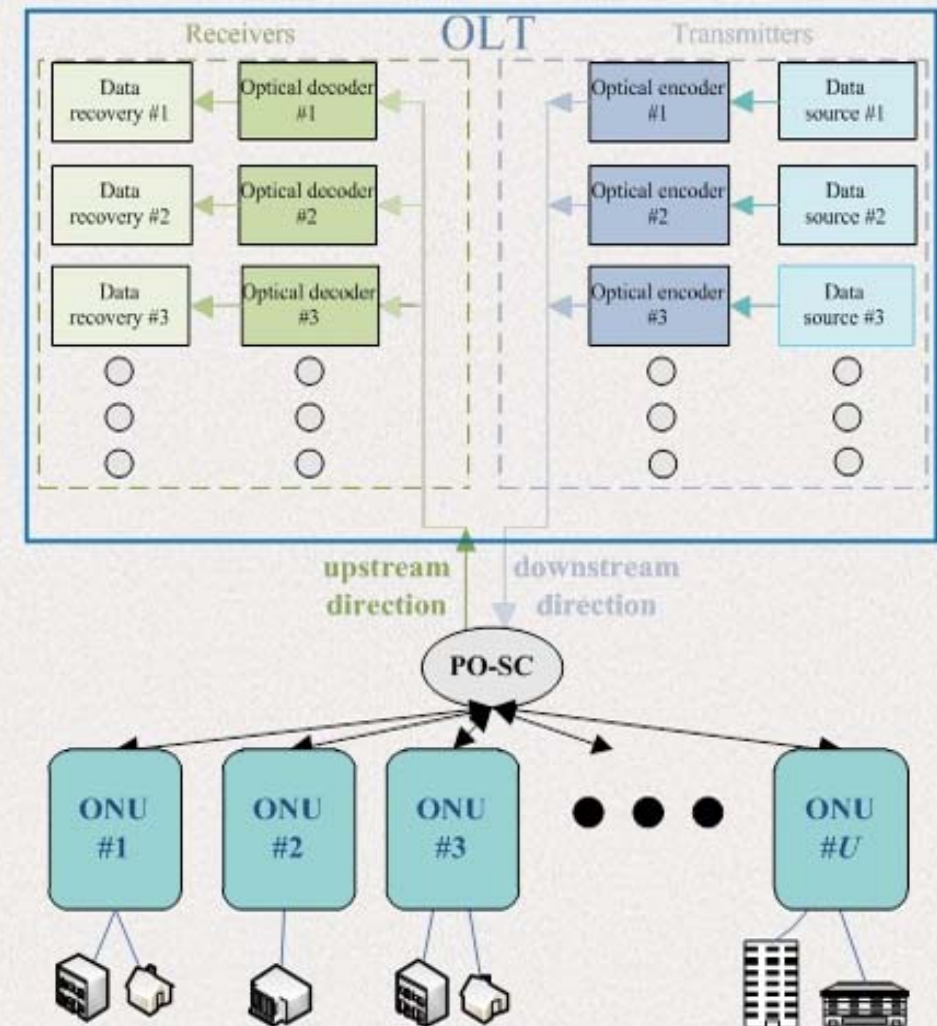 OLT
Receivers
Transmitters
Data
recovery #1
Optical decoder
#1
Optical encoder
#1
Data
source #1
Data
recovery #2
Optical decoder
#2
Optical encoder
#2
Data
source #2
Data
recovery #3
Optical decoder
#3
Optical encoder
#3
Data
source #3
upstream
direction
downstream
direction
PO-SC
ONU
#1
ONU
#2
ONU
#3
ONU
#U